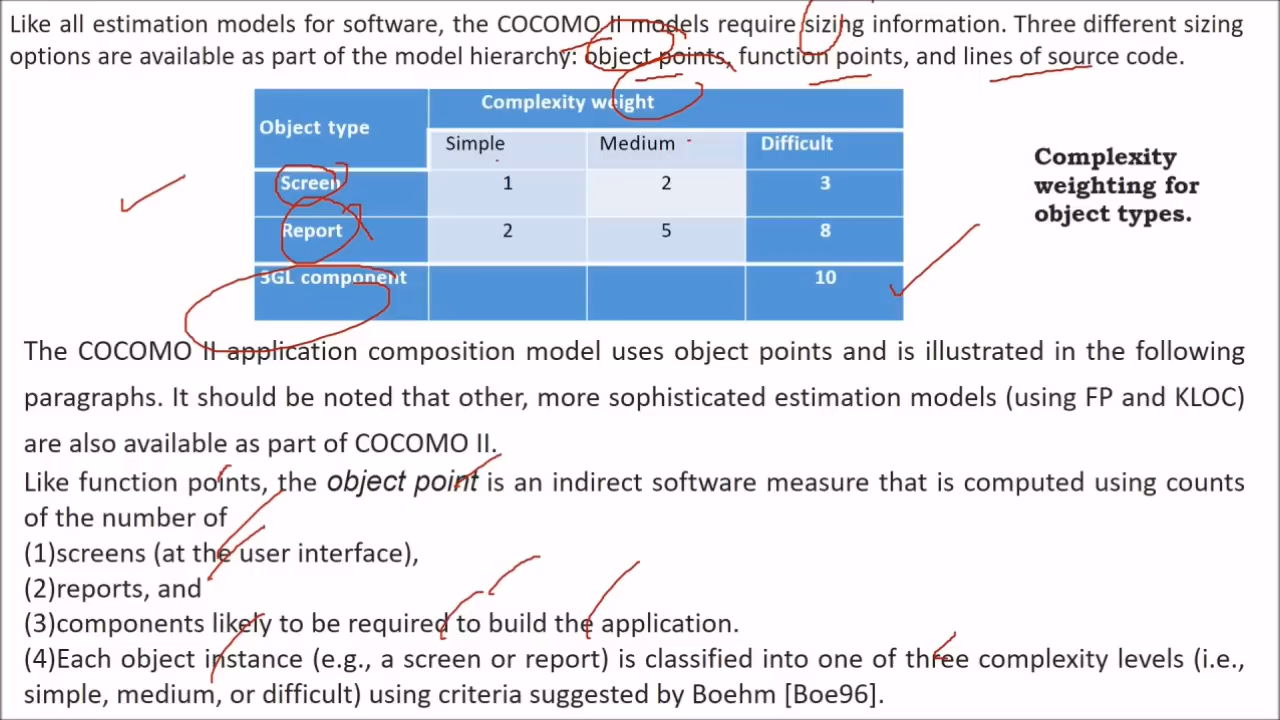 Like all estimation models for software, the COCOMO II models require sizing information. Three different sizing
options are available as part of the model hierarchy: object points, function points, and lines of source code.
Object type
Complexity weight
Simple
Medium
Difficult
Screen
1
2
3
Report
2
5
8
3GL component
10
Complexity
weighting for
object types.
The COCOMO II application composition model uses object points and is illustrated in the following
paragraphs. It should be noted that other, more sophisticated estimation models (using FP and KLOC)
are also available as part of COCOMO II.
Like function points, the object point is an indirect software measure that is computed using counts
of the number of
(1)screens (at the user interface),
(2)reports, and
(3)components likely to be required to build the application.
(4)Each object instance (e.g., a screen or report) is classified into one of three complexity levels (i.e.,
simple, medium, or difficult) using criteria suggested by Boehm [Boe96].